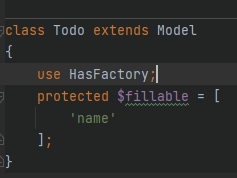 class Todo extends Model
{
    use HasFactory;
    protected $fillable = [
        'name'
    ];
}